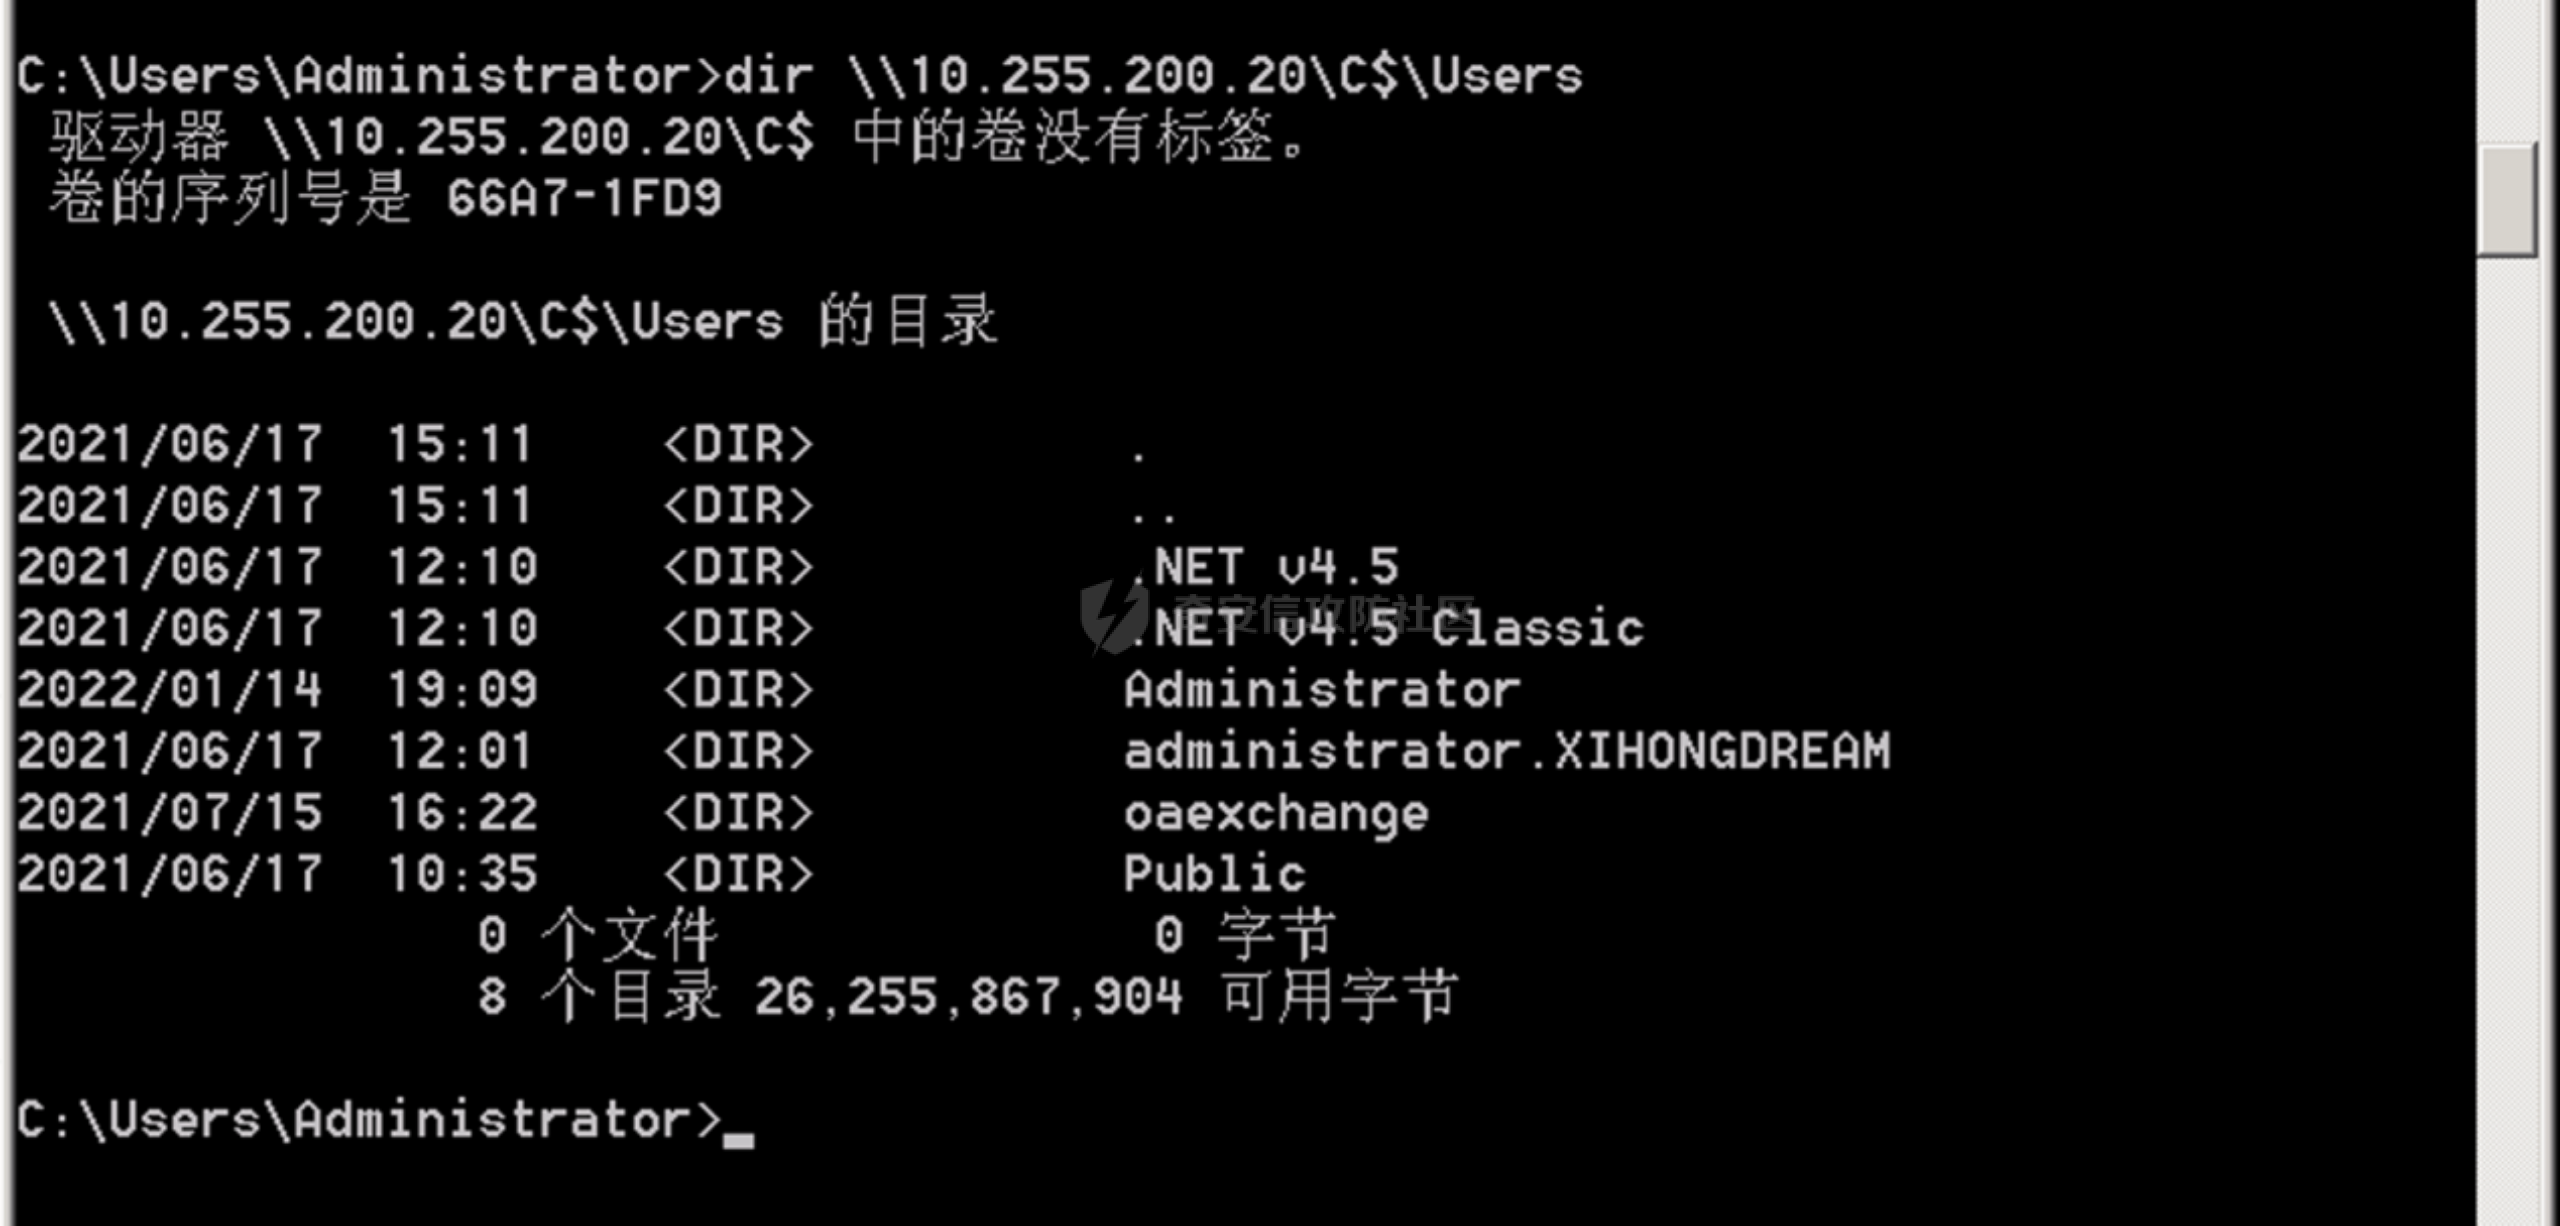 C:\Users\Administrator>dir \\10.255.200.20\C$\Users
驱动器 \\10.255.200.20\C$ 中的卷没有标签。
卷的序列号是 66A7-1FD9
\\10.255.200.20\C$\Users 的目录
2021/06/17  15:11    <DIR>          .
2021/06/17  15:11    <DIR>          ..
2021/06/17  12:10    <DIR>          .NET v4.5
奇安信攻防社区
2021/06/17  12:10    <DIR>          .NET v4.5 Classic
2022/01/14  19:09    <DIR>          Administrator
2021/06/17  12:01    <DIR>          administrator.XIHONGDREAM
2021/07/15  16:22    <DIR>          oaexchange
2021/06/17  10:35    <DIR>          Public
0 个文件              0 字节
8 个目录 26,255,867,904 可用字节
C:\Users\Administrator>